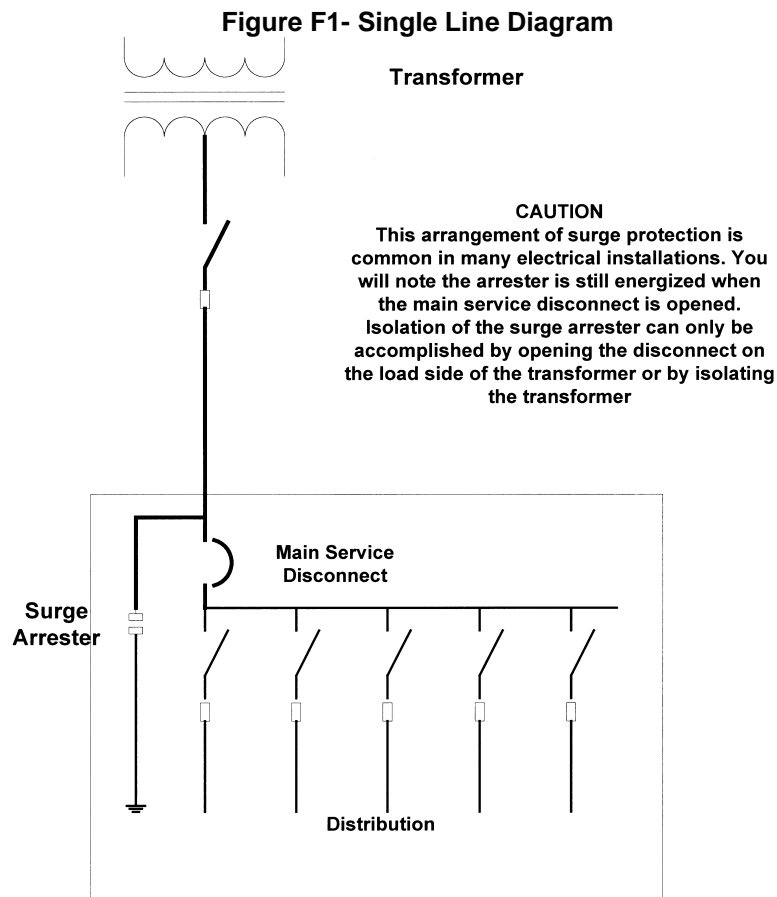 Figure F1- Single Line Diagram
Transformer
CAUTION
This arrangement of surge protection is
common in many electrical installations. You
will note the arrester is still energized when
the main service disconnect is opened.
Isolation of the surge arrester can only be
accomplished by opening the disconnect on
the load side of the transformer or by isolating
the transformer
Main Service
Disconnect
Surge
Arrester
Distribution